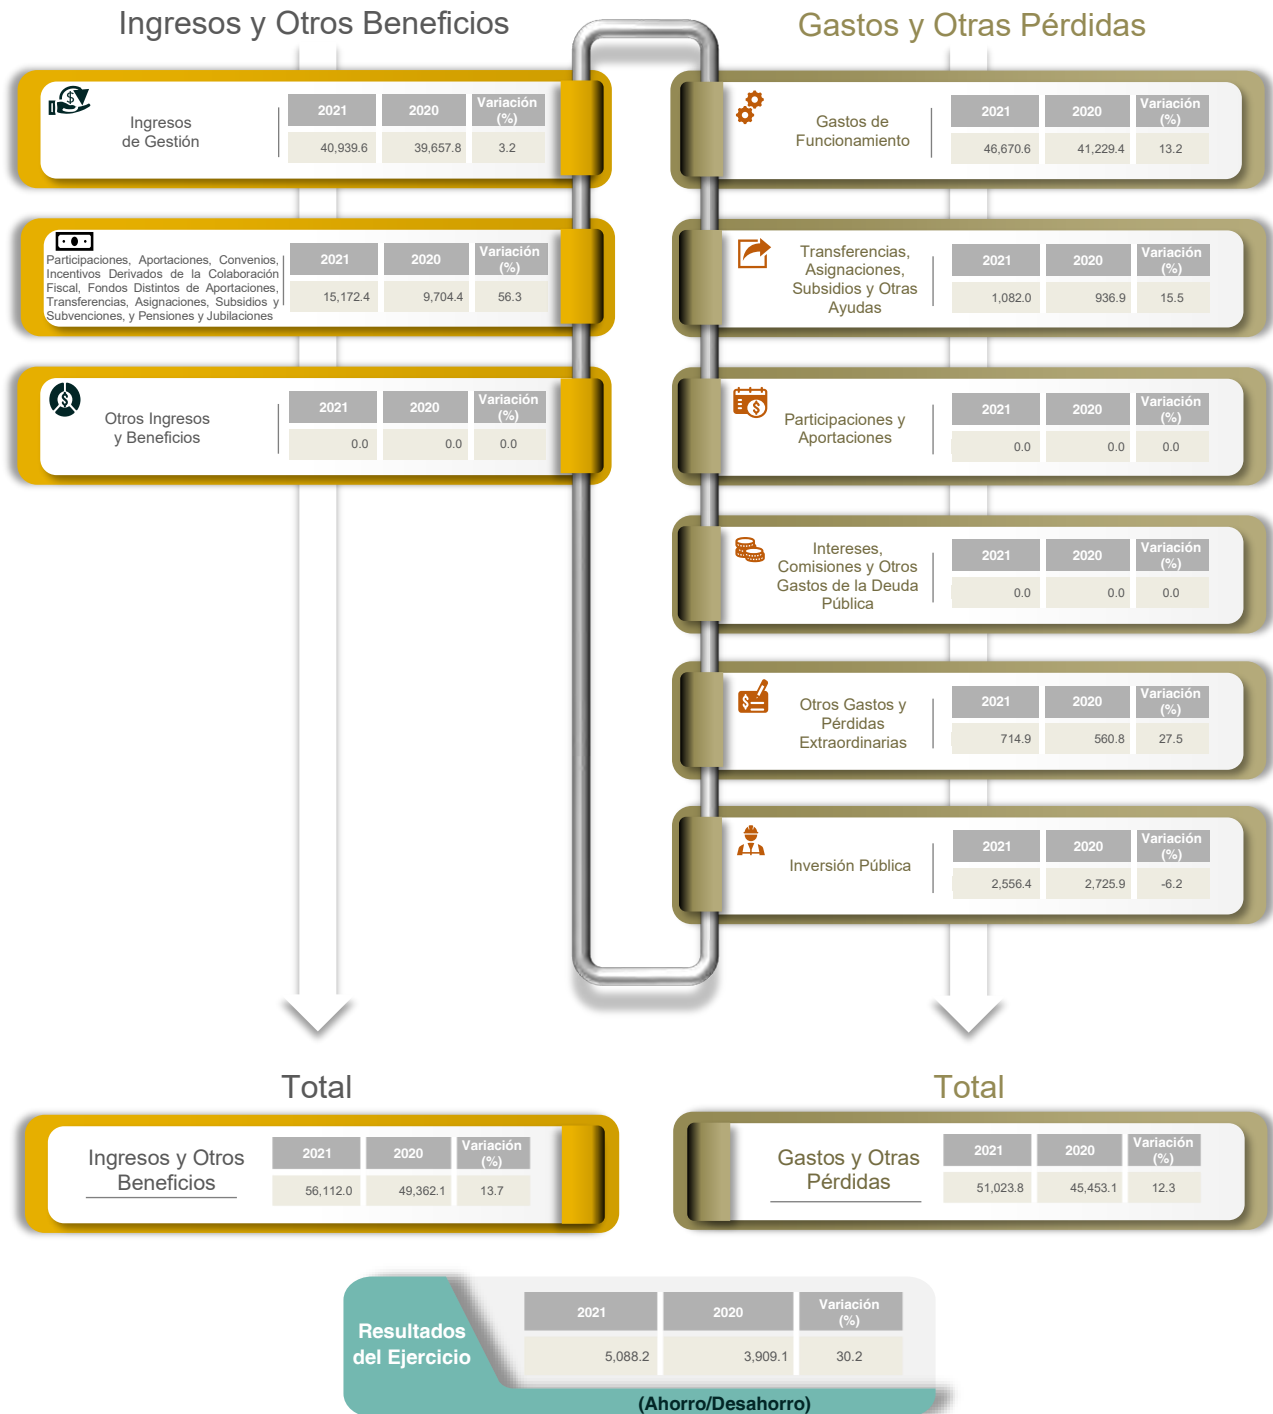 Ingresos y Otros Beneficios
Ingresos
de Gestión
2021 2020 Variación (%)
40,939.6 39,657.8 3.2
Participaciones, Aportaciones, Convenios,
Incentivos Derivados de la Colaboración
Fiscal, Fondos Distintos de Aportaciones,
Transferencias, Asignaciones, Subsidios y
Subvenciones, y Pensiones y Jubilaciones
2021 2020 Variación (%)
15,172.4 9,704.4 56.3
Otros Ingresos
y Beneficios
2021 2020 Variación (%)
0.0 0.0 0.0
Gastos y Otras Pérdidas
Gastos de
Funcionamiento
2021 2020 Variación (%)
46,670.6 41,229.4 13.2
Transferencias,
Asignaciones,
Subsidios y Otras
Ayudas
2021 2020 Variación (%)
1,082.0 936.9 15.5
Participaciones y
Aportaciones
2021 2020 Variación (%)
0.0 0.0 0.0
Intereses,
Comisiones y Otros
Gastos de la Deuda
Pública
2021 2020 Variación (%)
0.0 0.0 0.0
Otros Gastos y
Pérdidas
Extraordinarias
2021 2020 Variación (%)
714.9 560.8 27.5
Inversión Pública
2021 2020 Variación (%)
2,556.4 2,725.9 -6.2
Total
Ingresos y Otros
Beneficios
2021 2020 Variación (%)
56,112.0 49,362.1 13.7
Total
Gastos y Otras
Pérdidas
2021 2020 Variación (%)
51,023.8 45,453.1 12.3
Resultados
del Ejercicio
2021 2020 Variación (%)
5,088.2 3,909.1 30.2
(Ahorro/Desahorro)